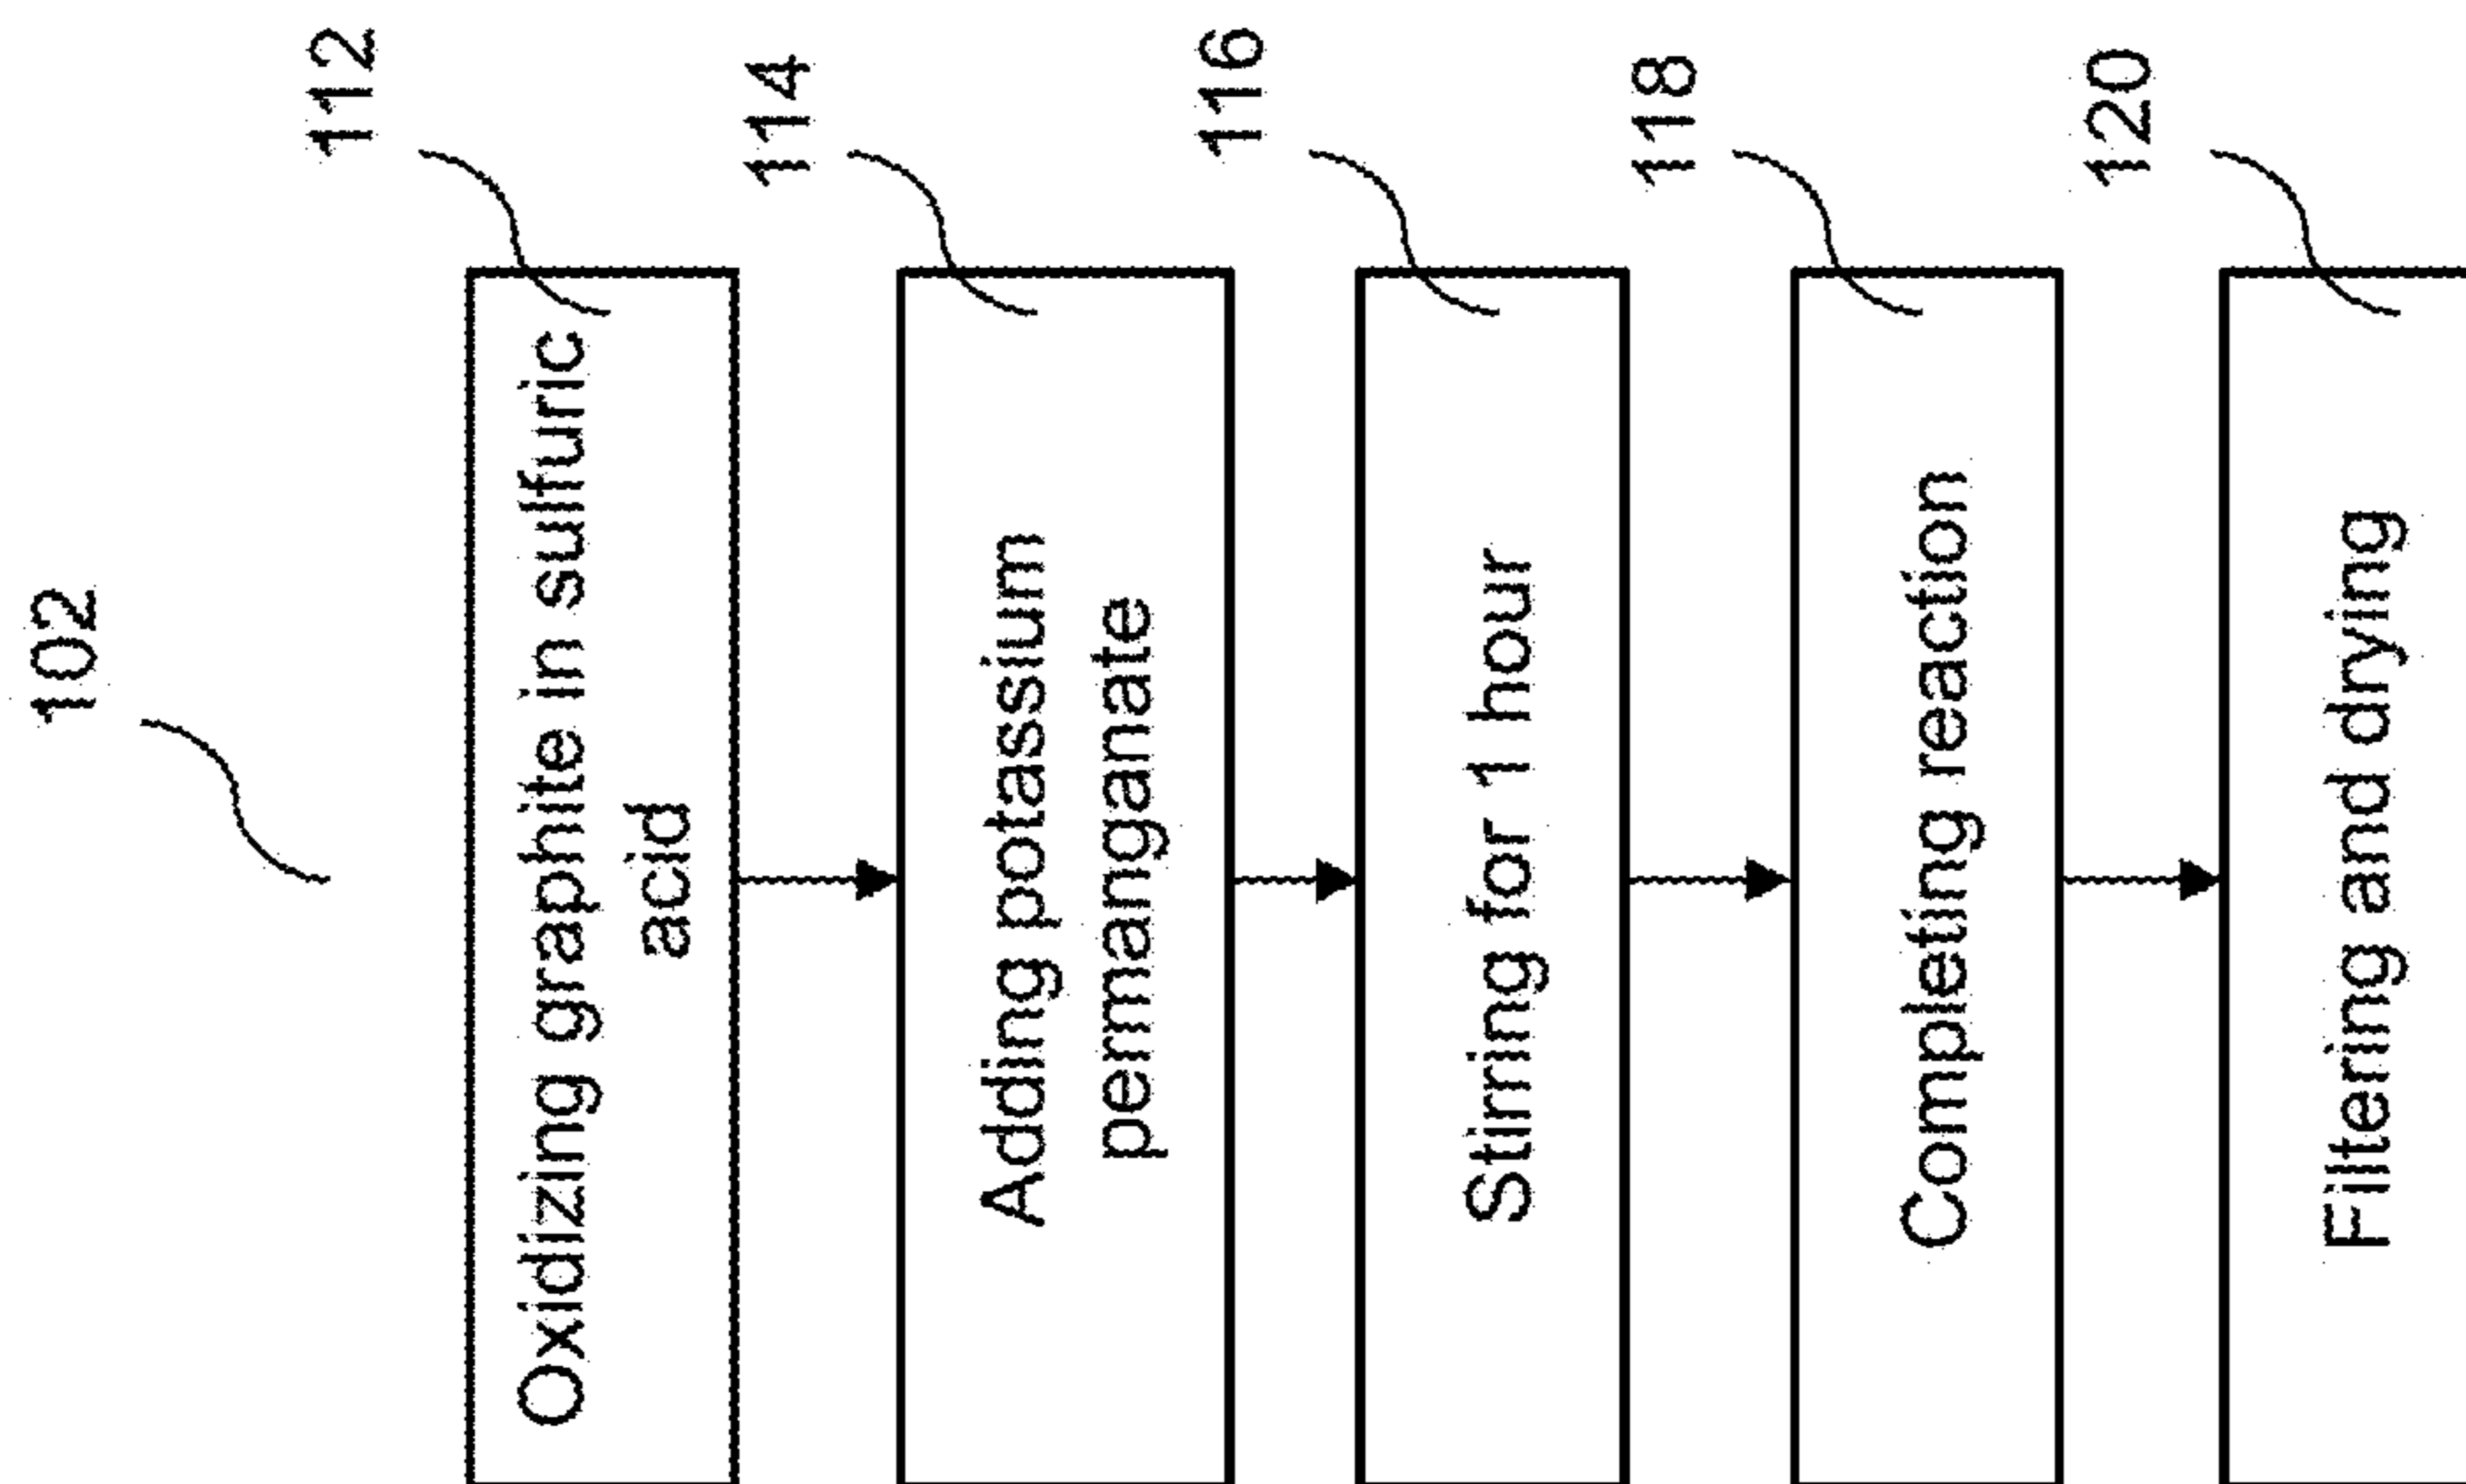 102
112
Oxidizing graphite in sulfuric
acid
114
Adding potassium
permanganate
116
Stirring for 1 hour
118
Completing reaction
120
Filtering and drying